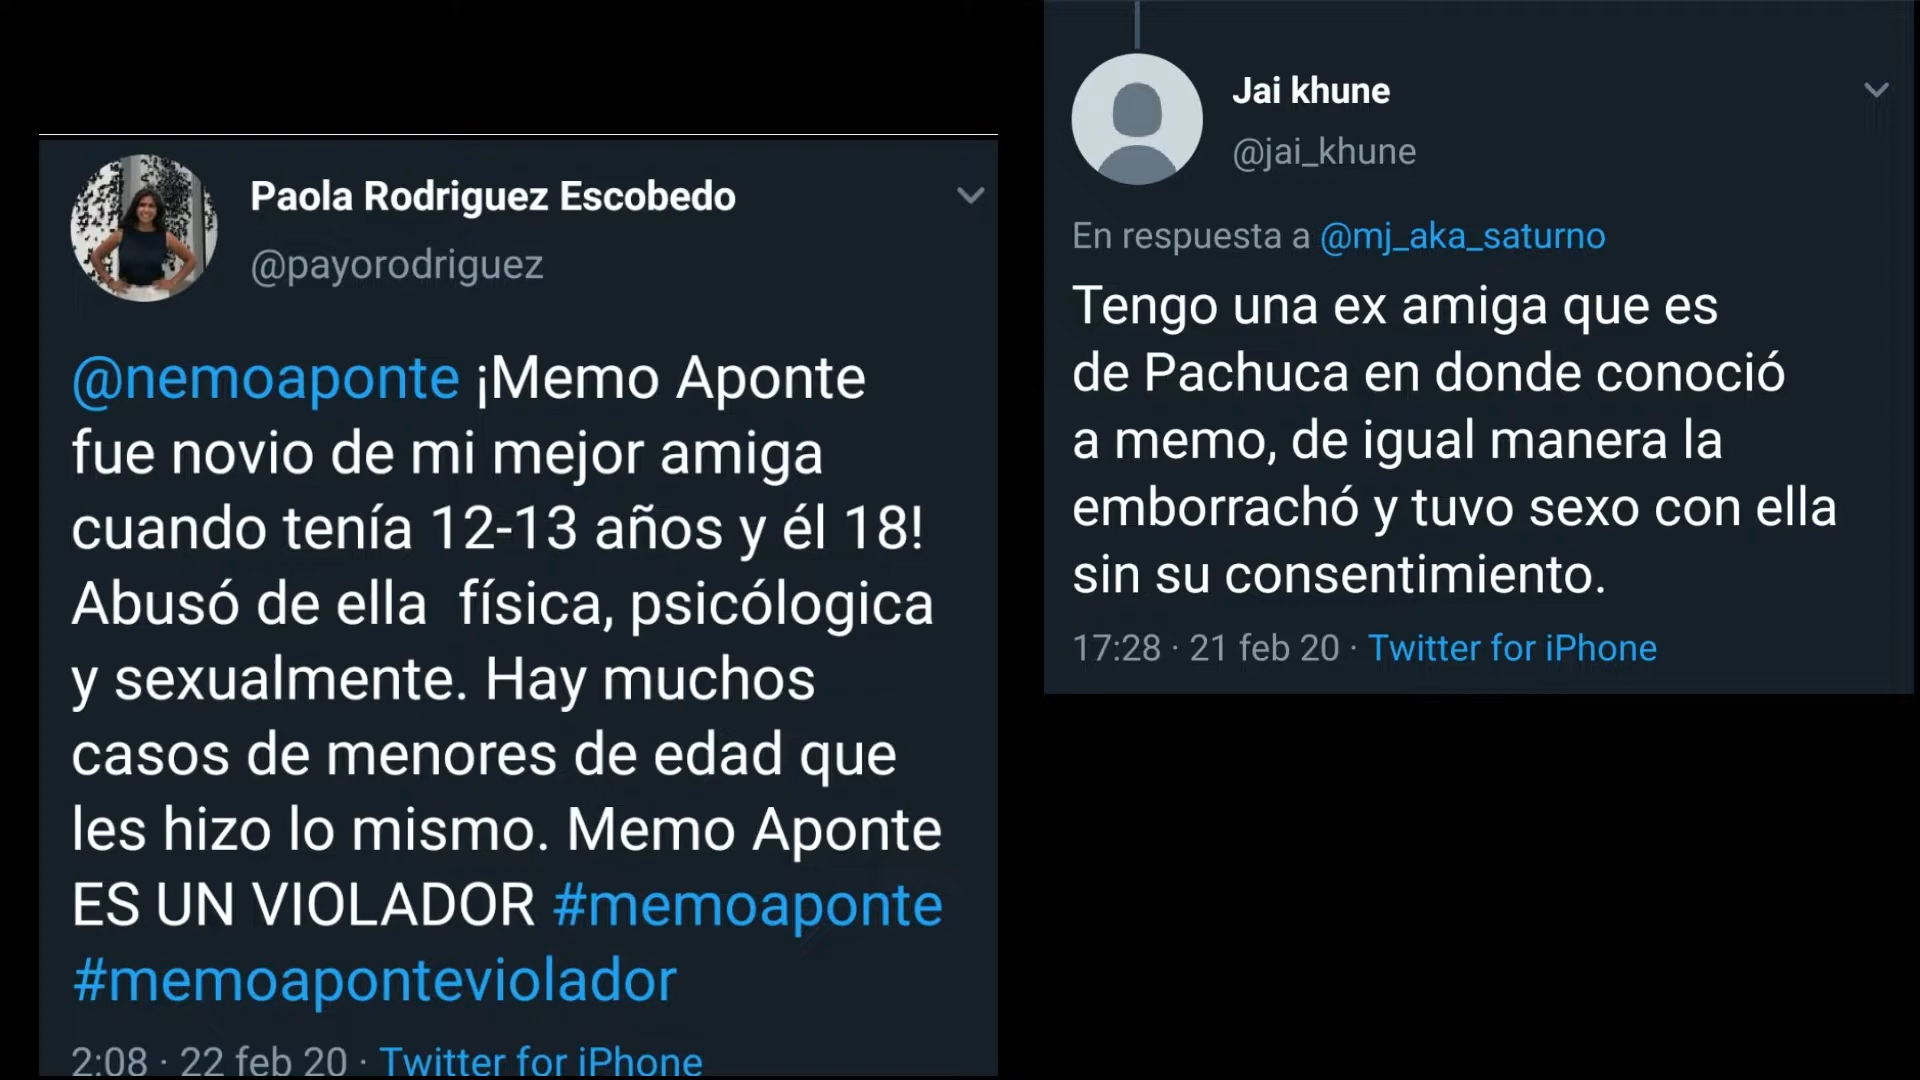 Paola Rodriguez Escobedo
@payorodriguez
@nemoaponte ¡Memo Aponte
fue novio de mi mejor amiga
cuando tenía 12-13 años y él 18!
Abusó de ella  física, psicólogica
y sexualmente. Hay muchos
casos de menores de edad que
les hizo lo mismo. Memo Aponte
ES UN VIOLADOR #memoaponte
#memoaponteviolador
2:08 · 22 feb 20 · Twitter for iPhone
Jai khune
@jai_khune
En respuesta a @mj_aka_saturno
Tengo una ex amiga que es
de Pachuca en donde conoció
a memo, de igual manera la
emborrachó y tuvo sexo con ella
sin su consentimiento.
17:28 · 21 feb 20 · Twitter for iPhone